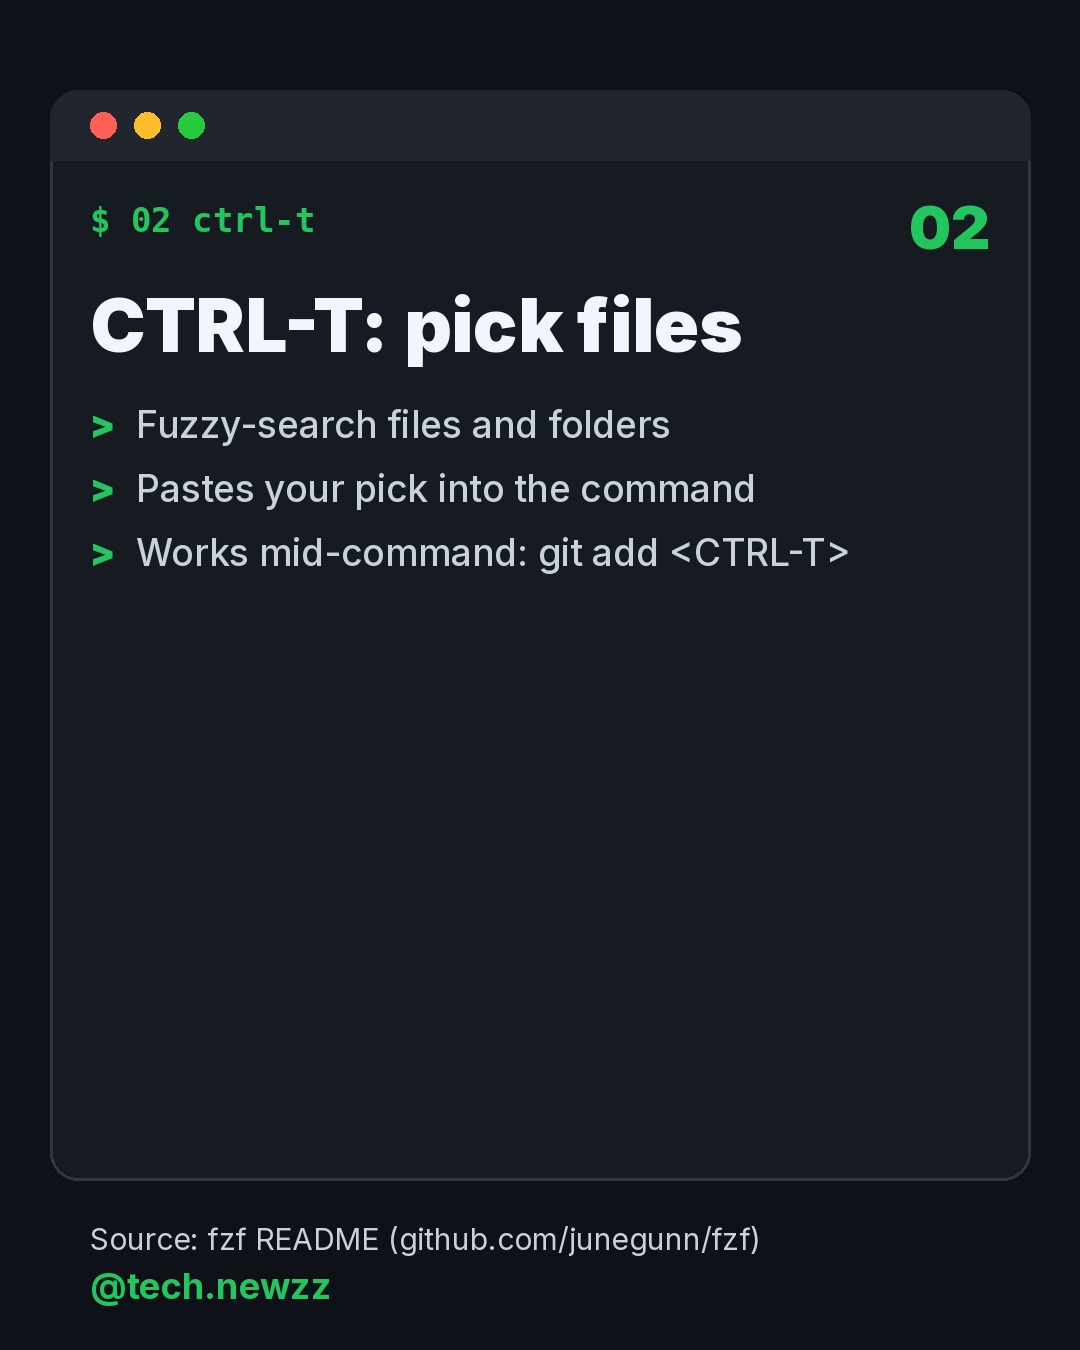 $ 02 ctrl-t
02
CTRL-T: pick files
> Fuzzy-search files and folders
> Pastes your pick into the command
> Works mid-command: git add <CTRL-T>
Source: fzf README (github.com/junegunn/fzf)
@tech.newzz